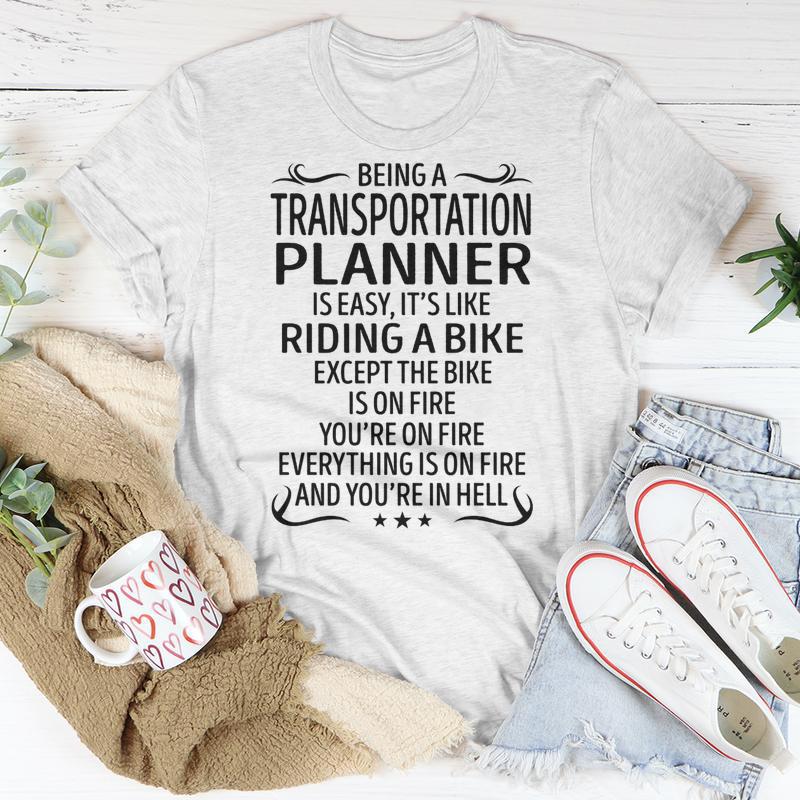 BEING A
TRANSPORTATION
PLANNER
IS EASY, IT'S LIKE
RIDING A BIKE
EXCEPT THE BIKE
IS ON FIRE
YOU'RE ON FIRE
EVERYTHING IS ON FIRE
AND YOU'RE IN HELL